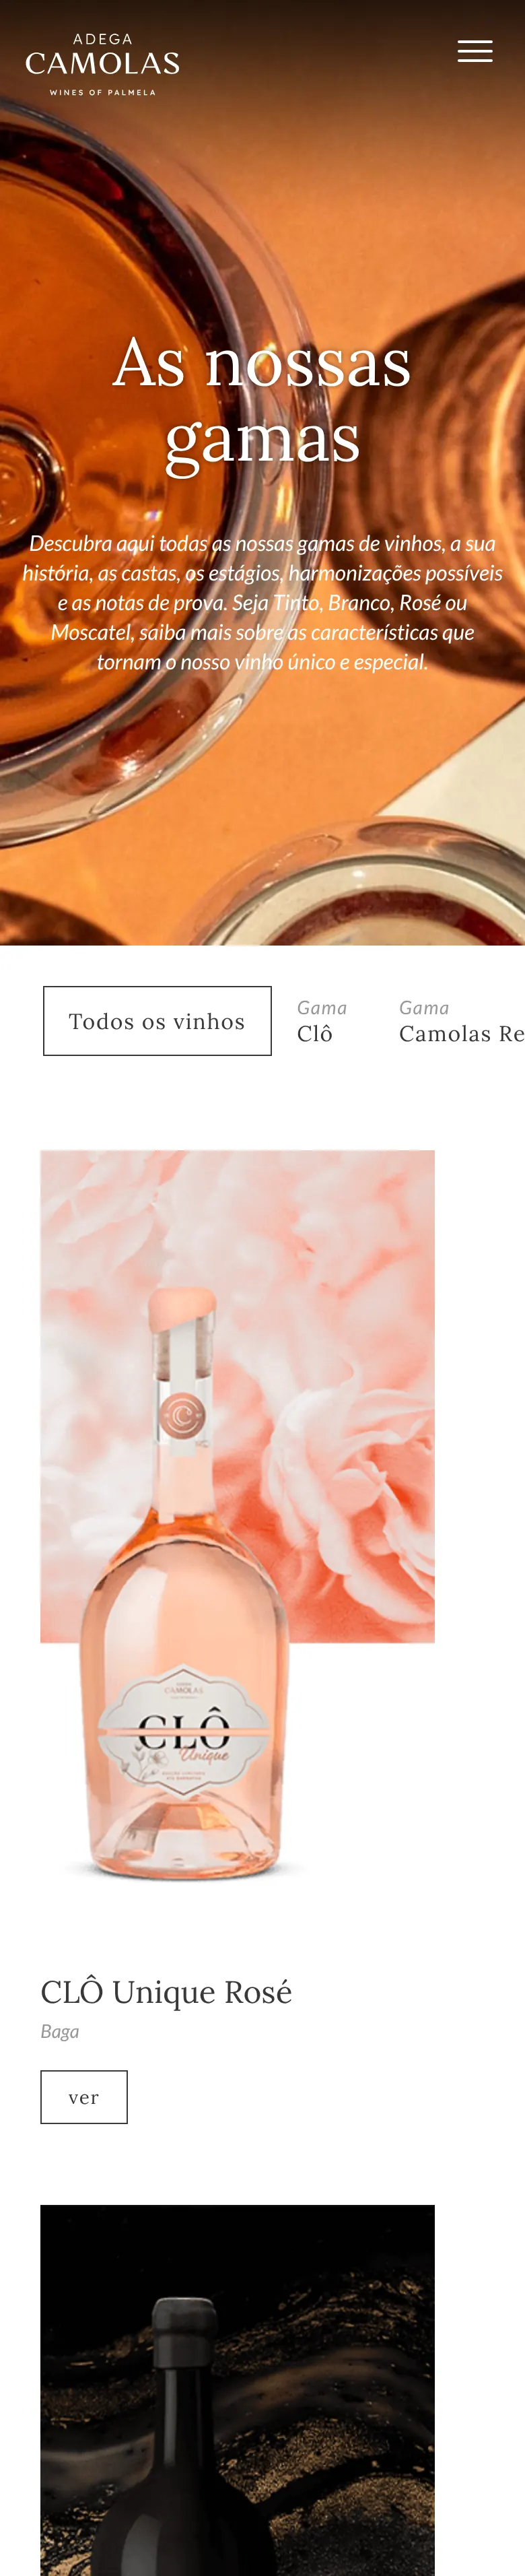 ADEGA
CAMOLAS
WINES OF PALMELA
As nossas
gamas
Descubra aqui todas as nossas gamas de vinhos, a sua
história, as castas, os estágios, harmonizações possíveis
e as notas de prova. Seja Tinto, Branco, Rosé ou
Moscatel, saiba mais sobre as características que
tornam o nosso vinho único e especial.
Todos os vinhos
Gama
Clô
Gama
Camolas Re
CAMOLAS
CLÔ
Unique
CLÔ Unique Rosé
Baga
ver